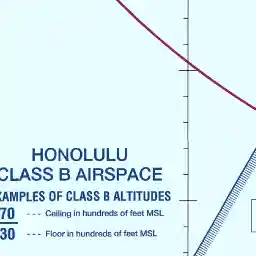 HONOLULU
CLASS B AIRSPACE
EXAMPLES OF CLASS B ALTITUDES
70 --- Ceiling in hundreds of feet MSL
30 --- Floor in hundreds of feet MSL